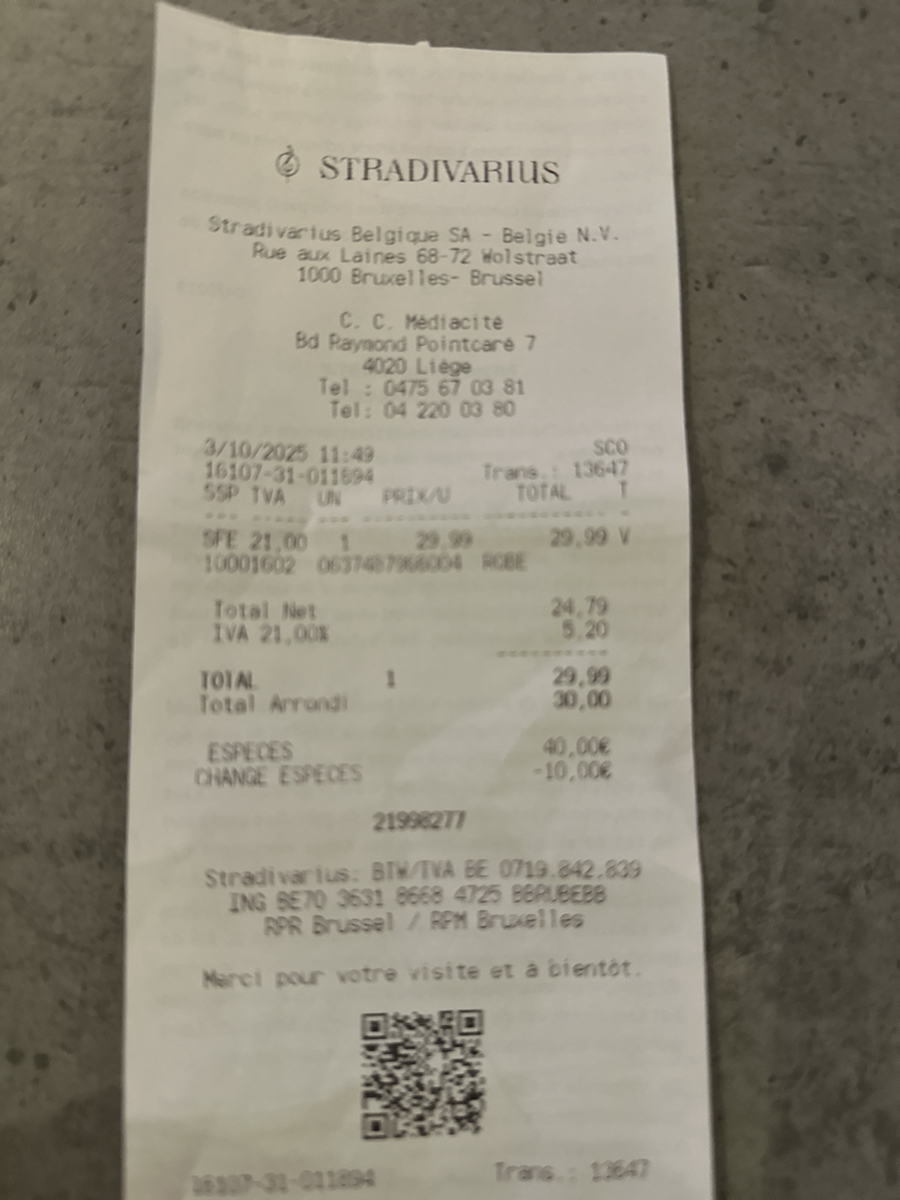 STRADIVARIUS
Stradivarius Belgique SA - Belgie N.V.
Rue aux Laines 68-72 Wolstraat
1000 Bruxelles- Brussel
C. C. Médiacité
Bd Raymond Pointcaré 7
4020 Liège
Tel : 0475 67 03 81
Tel: 04 220 03 80
3/10/2025 11:49 SCO
16107-31-011894 Trans.: 13647
SSP TVA UN PRIX/U TOTAL T
SFE 21,00 1 29,99 29,99 V
10001602 ROBE
Total Net 24,79
IVA 21,00% 5,20
TOTAL 1 29,99
Total Arrondi 30,00
ESPECES 40,00€
CHANGE ESPECES -10,00€
21998277
Stradivarius: BTW/TVA BE 0719.842.839
ING BE70 3631 8668 4725 BBRUBEBB
RPR Brussel / RPM Bruxelles
Merci pour votre visite et à bientôt.
16107-31-011894 Trans.: 13647